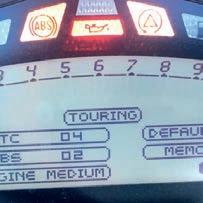 ABS
3 4 5 6 7 8 9
TOURING
TC 04 DEFAU
BS 02 MEMO
GINE MEDIUM